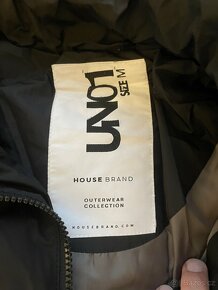 UNO1
SIZE M
HOUSE BRAND
OUTERWEAR
COLLECTION
HOUSEBRAND.COM